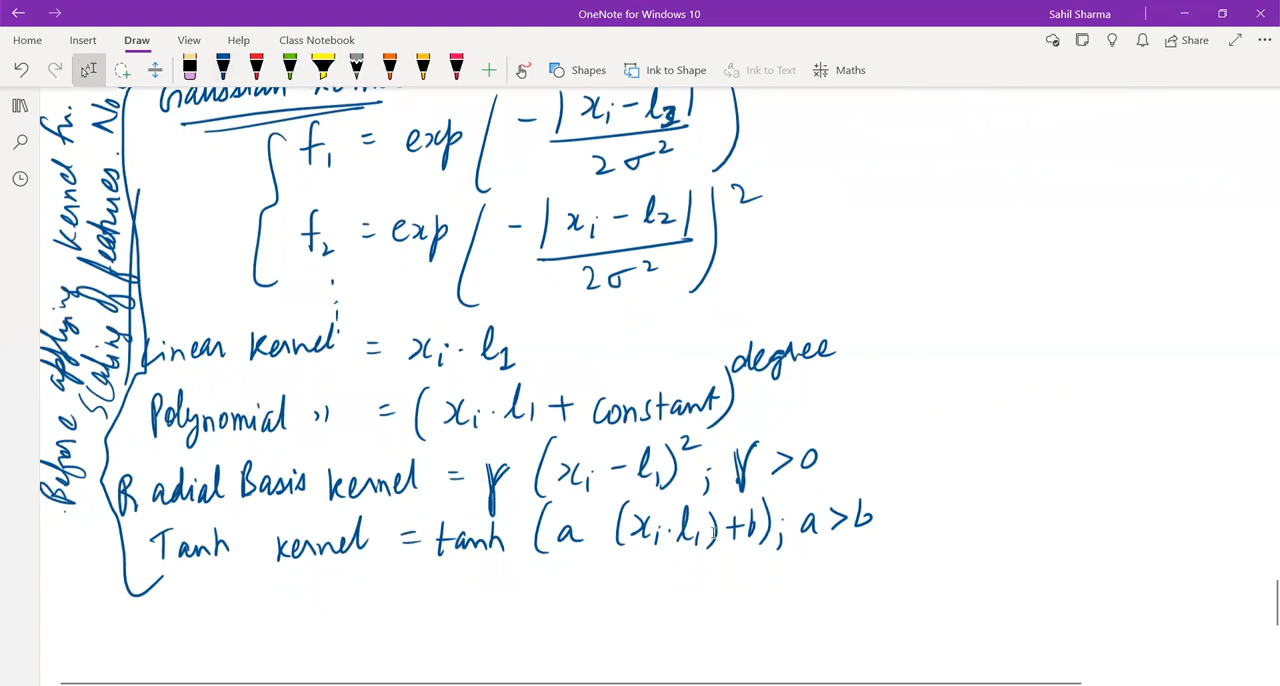 OneNote for Windows 10
Sahil Sharma
Home Insert Draw View Help Class Notebook
Share
Shapes Ink to Shape Ink to Text Maths
Before applying kernel fn.
Scaling of features. No
Gaussian
f₁ = exp ( - |xᵢ - l₁| / 2σ² )
f₂ = exp ( - |xᵢ - l₂| / 2σ² )²
Linear kernel = xᵢ · l₁
Polynomial " = (xᵢ · l₁ + constant)^degree
Radial Basis kernel = γ (xᵢ - l₁)² ; γ > 0
Tanh kernel = tanh (a (xᵢ · l₁) + b) ; a > b